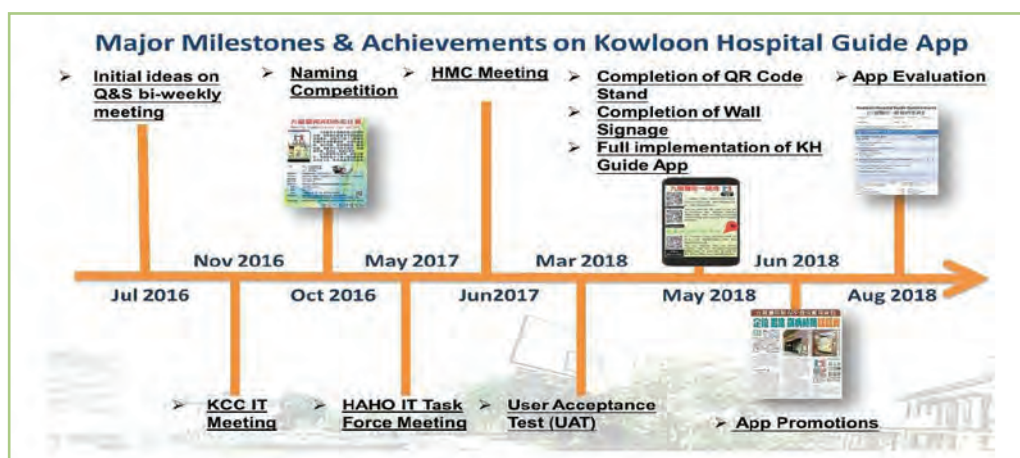 Major Milestones & Achievements on Kowloon Hospital Guide App
➢ Initial ideas on
Q&S bi-weekly
meeting
➢ Naming
Competition
➢ HMC Meeting
➢ Completion of QR Code
Stand
➢ Completion of Wall
Signage
➢ Full implementation of KH
Guide App
➢ App Evaluation
Nov 2016
May 2017
Mar 2018
Jun 2018
Jul 2016
Oct 2016
Jun2017
May 2018
Aug 2018
➢ KCC IT
Meeting
➢ HAHO IT Task
Force Meeting
➢ User Acceptance
Test (UAT)
➢ App Promotions